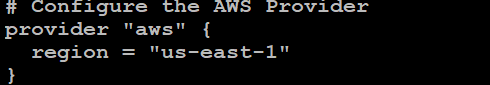 # Configure the AWS Provider
provider "aws" {
  region = "us-east-1"
}